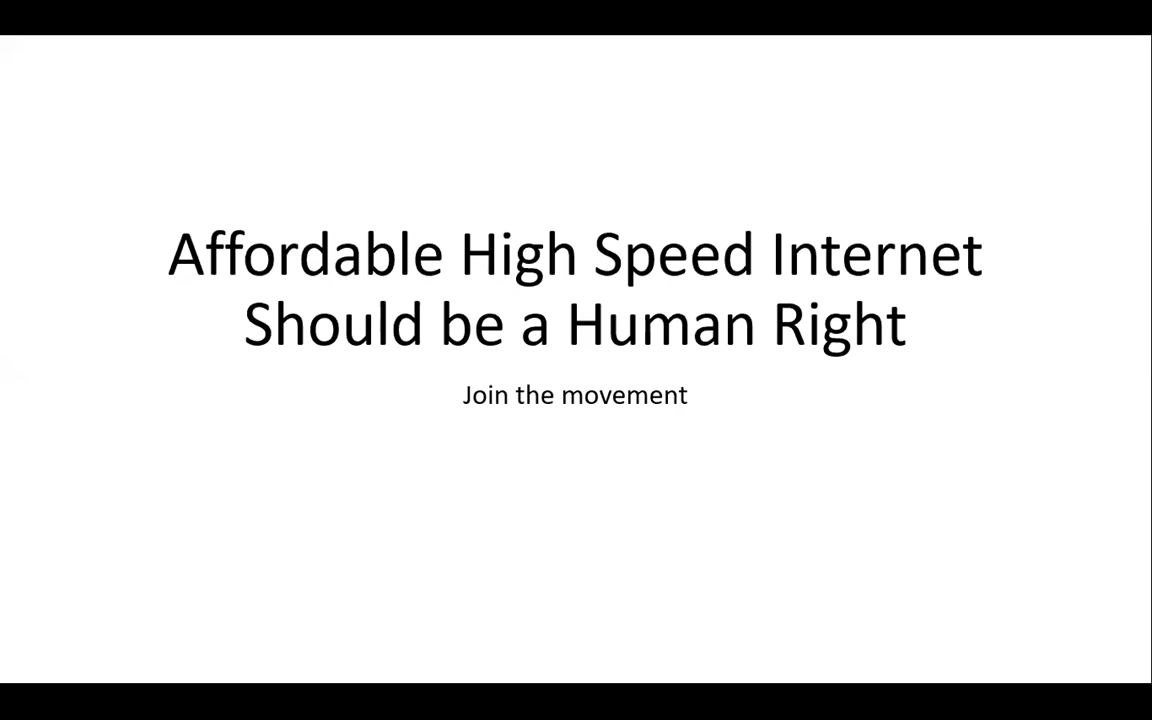 Affordable High Speed Internet
Should be a Human Right
Join the movement